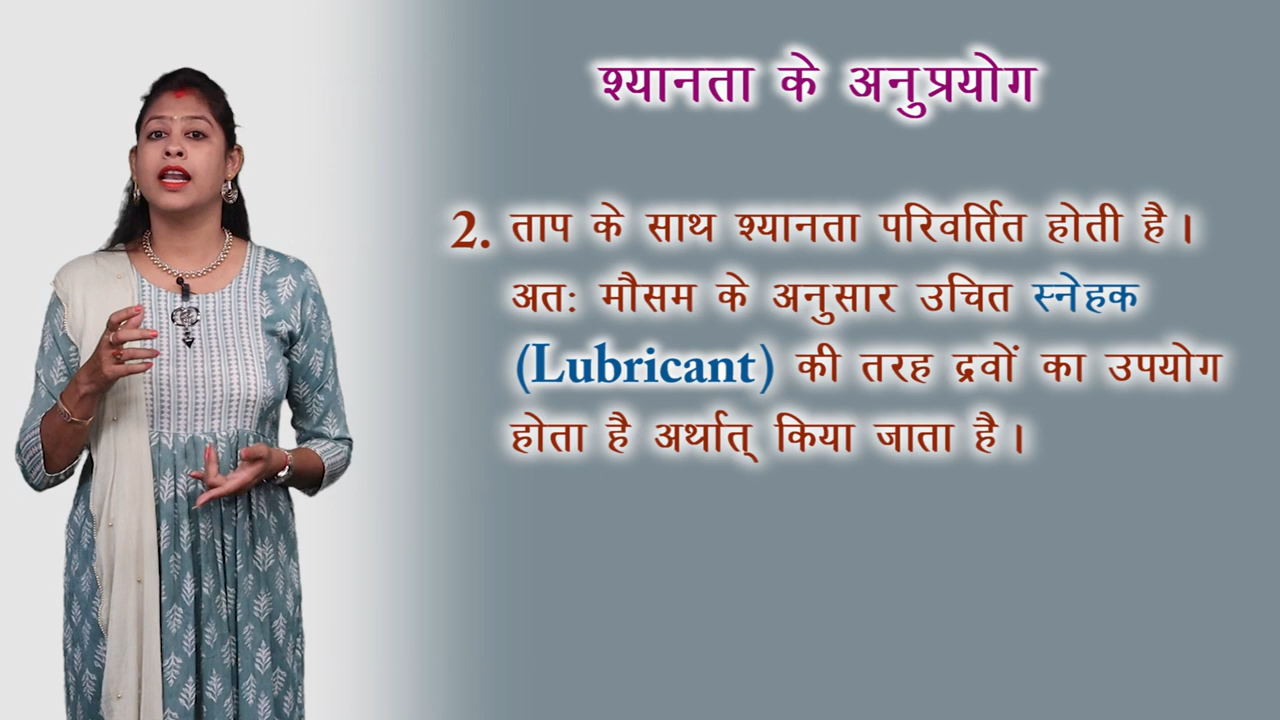 श्यानता के अनुप्रयोग
2. ताप के साथ श्यानता परिवर्तित होती है।
अतः मौसम के अनुसार उचित स्नेहक
(Lubricant) की तरह द्रवों का उपयोग
होता है अर्थात् किया जाता है।